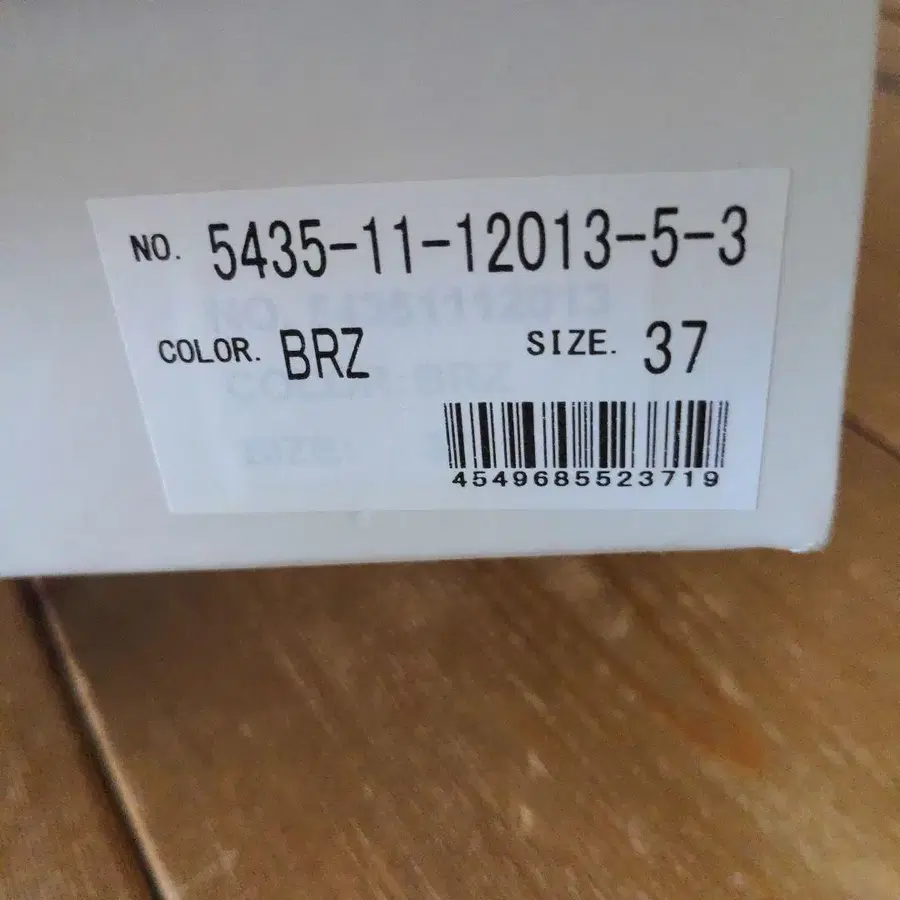 NO. 5435-11-12013-5-3
COLOR. BRZ SIZE. 37
4549685523719